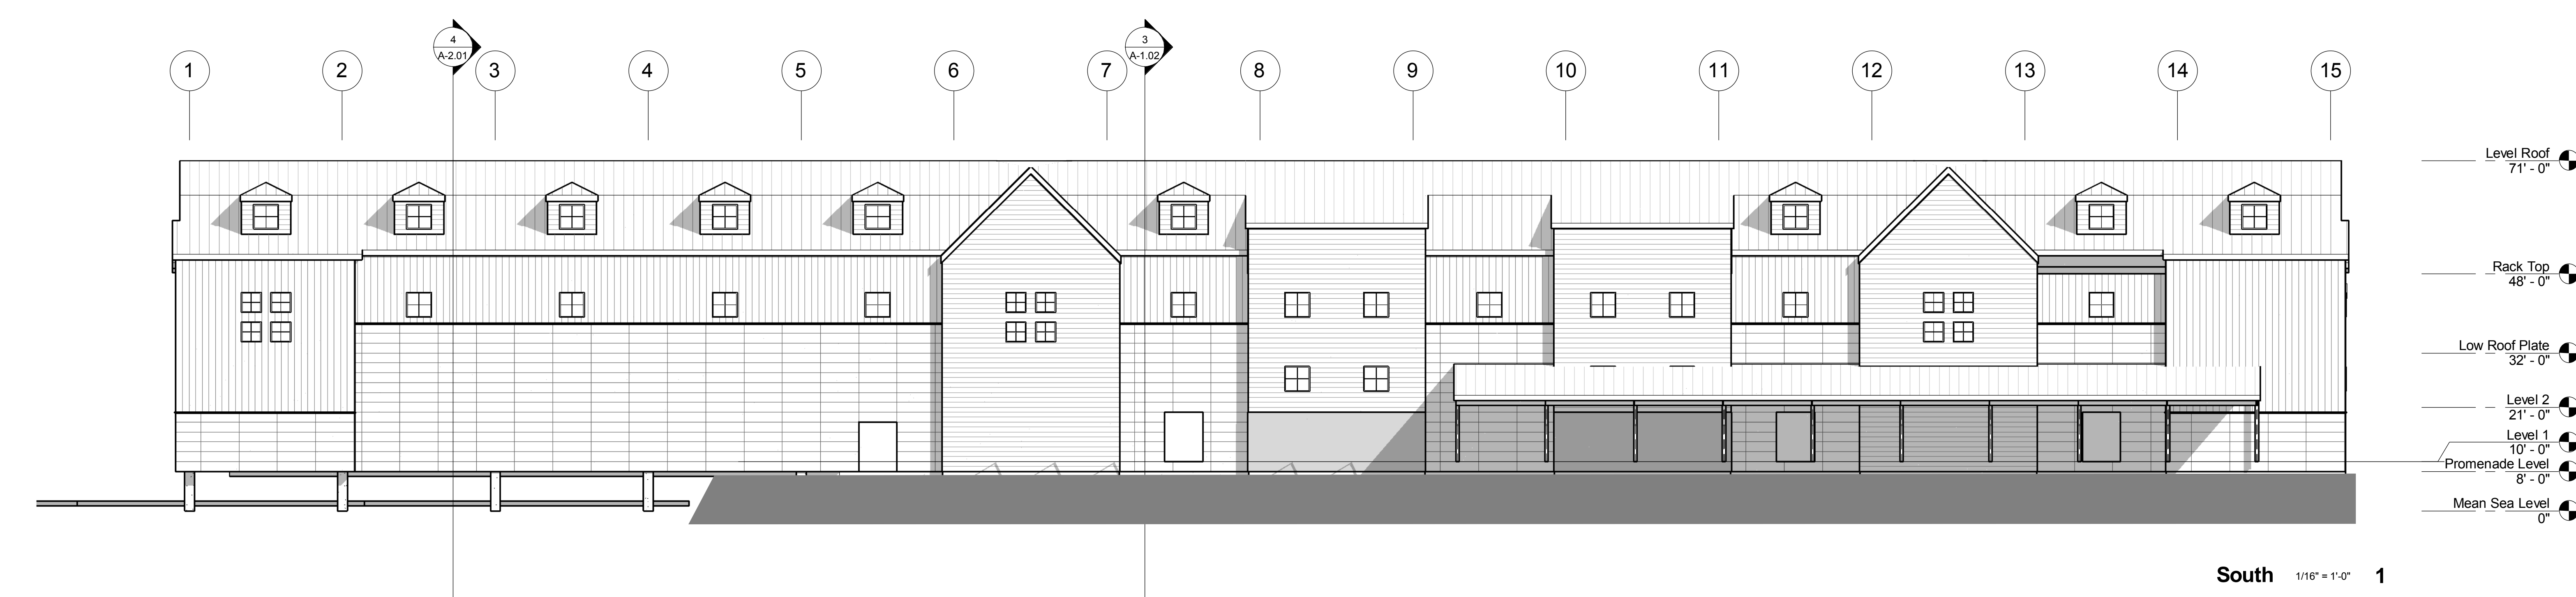 4
A-2.01
3
A-1.02
1
2
3
4
5
6
7
8
9
10
11
12
13
14
15
Level Roof
71' - 0"
Rack Top
48' - 0"
Low Roof Plate
32' - 0"
Level 2
21' - 0"
Level 1
10' - 0"
Promenade Level
8' - 0"
Mean Sea Level
0"
South 1/16" = 1'-0" 1